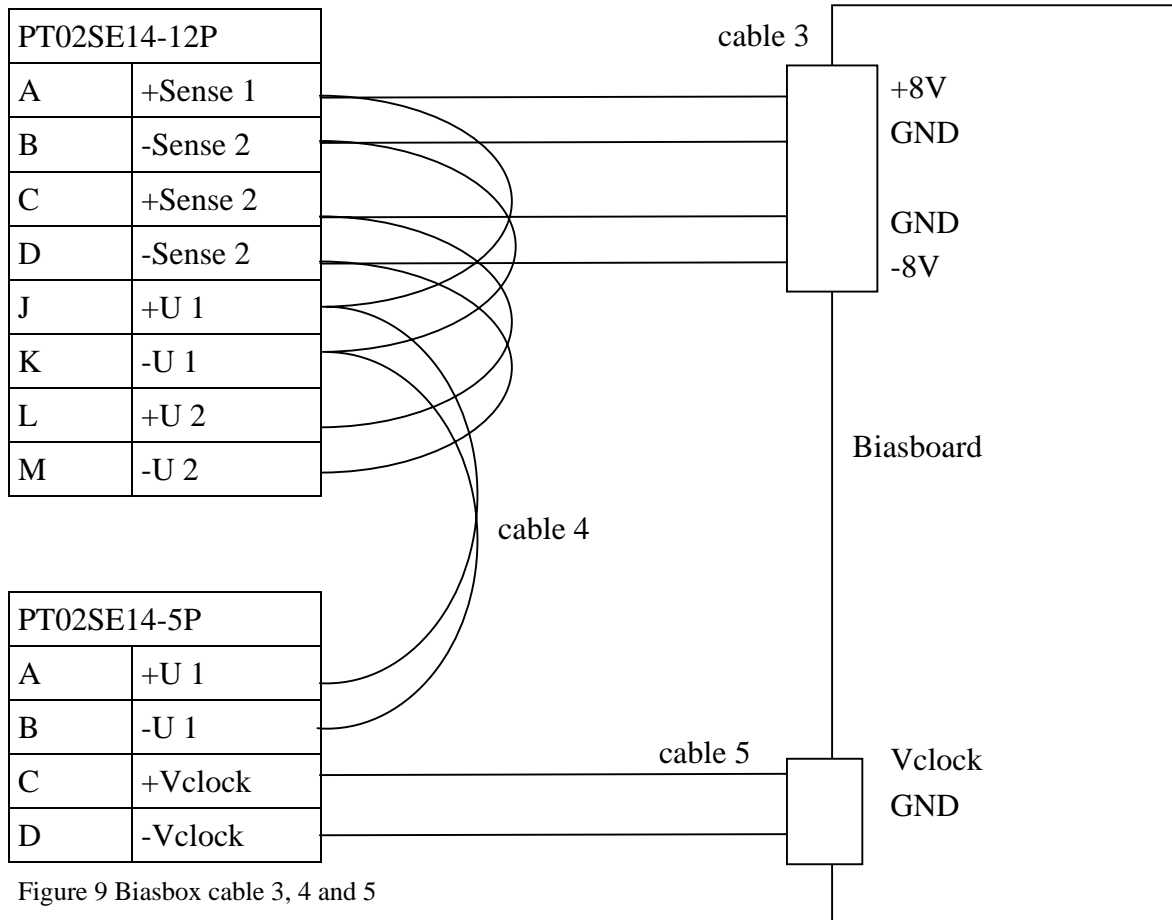 PT02SE14-12P
A +Sense 1
B -Sense 2
C +Sense 2
D -Sense 2
J +U 1
K -U 1
L +U 2
M -U 2
cable 3
+8V
GND
GND
-8V
Biasboard
cable 4
PT02SE14-5P
A +U 1
B -U 1
C +Vclock
D -Vclock
cable 5
Vclock
GND
Figure 9 Biasbox cable 3, 4 and 5